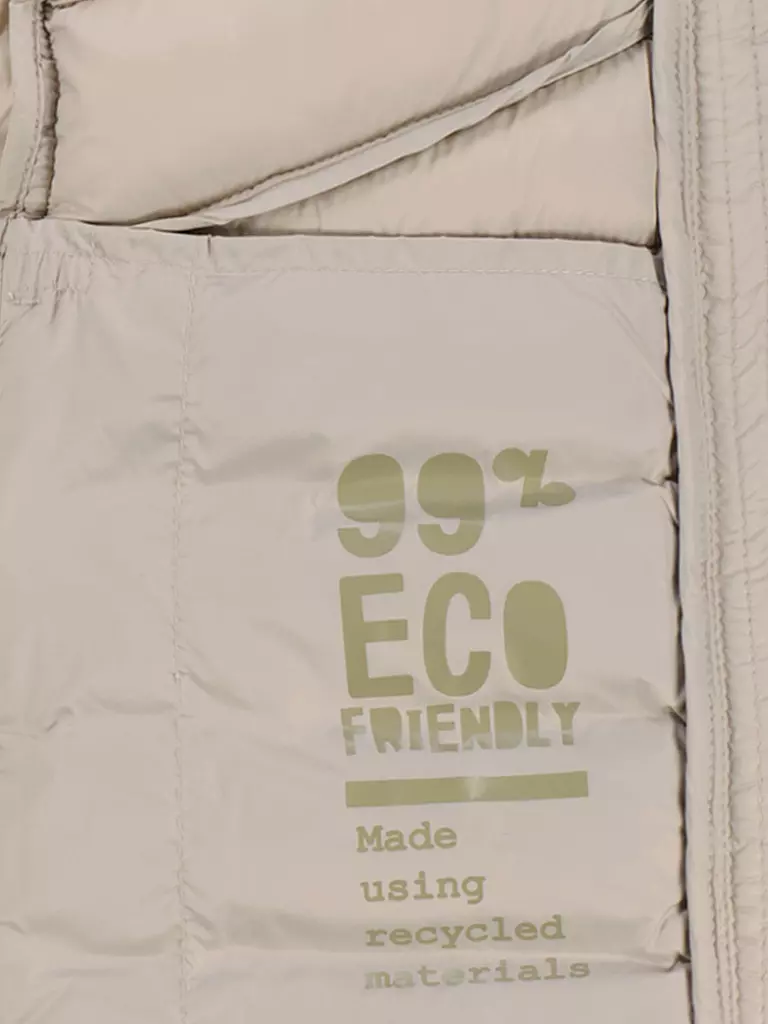 99%
ECO
FRIENDLY
Made
using
recycled
materials